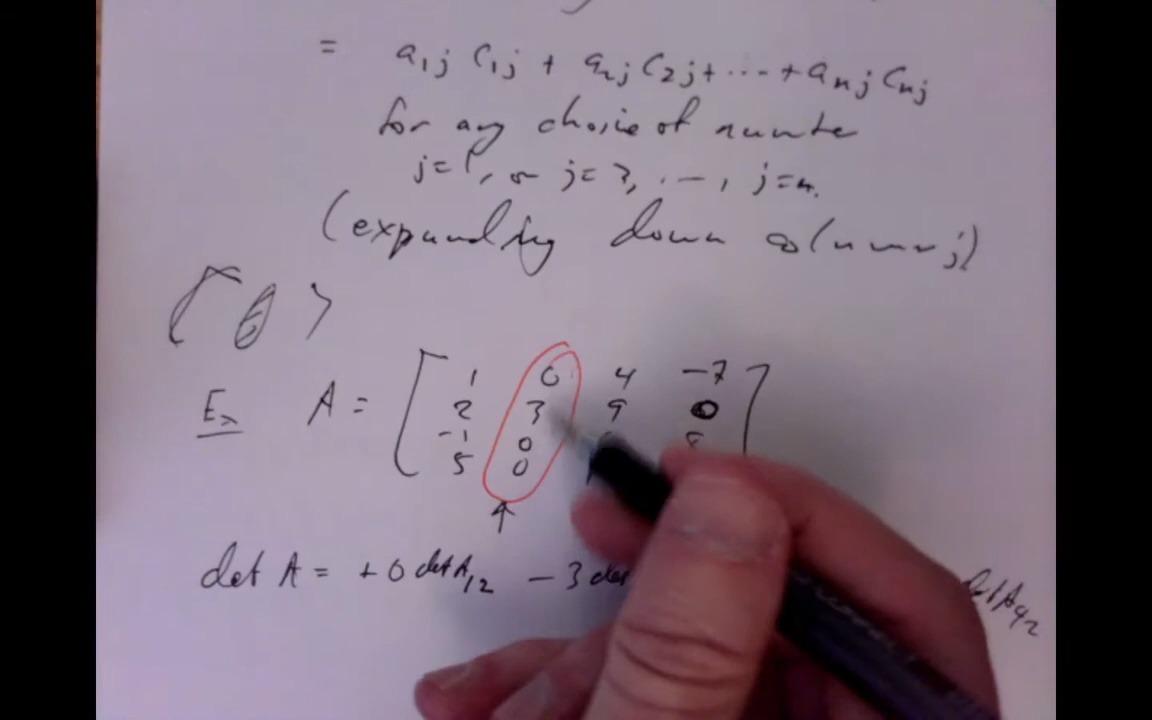 = a₁ⱼ C₁ⱼ + a₂ⱼ C₂ⱼ + ··· + aₙⱼ Cₙⱼ
for any choice of
j=1, or j=2, ..., j=n.
(expanding down column j)
Ex A = [ 1 0 4 -7
2 3 9 0
-1 0
5 0 ]
det A = +0 det A₁₂ - 3 det A₄₂